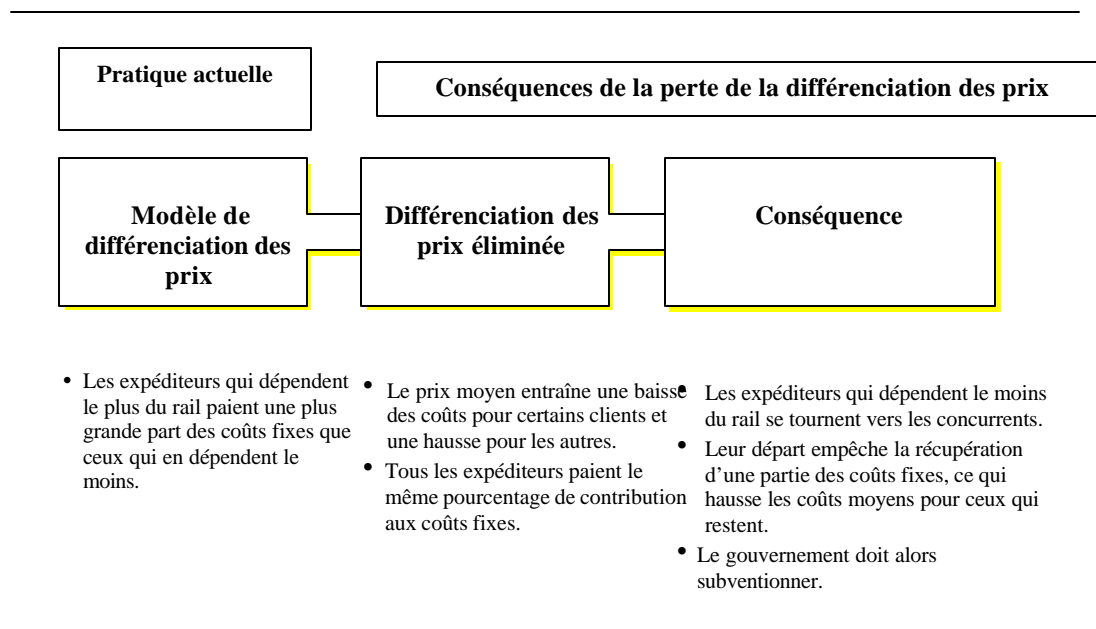 Pratique actuelle
Conséquences de la perte de la différenciation des prix
Modèle de
différenciation des
prix
Différenciation des
prix éliminée
Conséquence
• Les expéditeurs qui dépendent
le plus du rail paient une plus
grande part des coûts fixes que
ceux qui en dépendent le
moins.
• Le prix moyen entraîne une baisse
des coûts pour certains clients et
une hausse pour les autres.
• Tous les expéditeurs paient le
même pourcentage de contribution
aux coûts fixes.
• Les expéditeurs qui dépendent le moins
du rail se tournent vers les concurrents.
• Leur départ empêche la récupération
d’une partie des coûts fixes, ce qui
hausse les coûts moyens pour ceux qui
restent.
• Le gouvernement doit alors
subventionner.